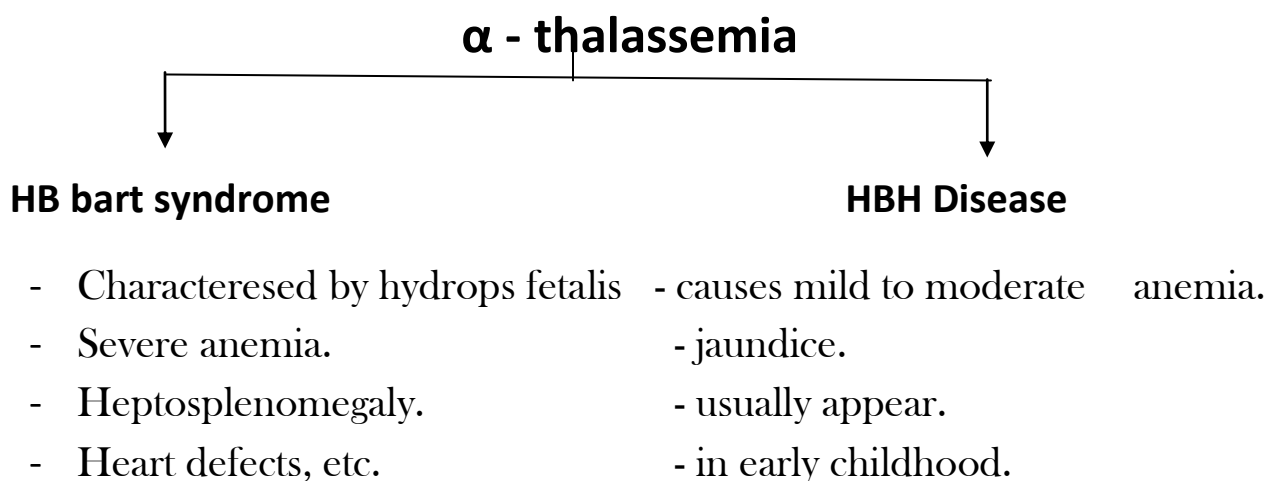 α - thalassemia
HB bart syndrome HBH Disease
- Characteresed by hydrops fetalis - causes mild to moderate anemia.
- Severe anemia. - jaundice.
- Heptosplenomegaly. - usually appear.
- Heart defects, etc. - in early childhood.